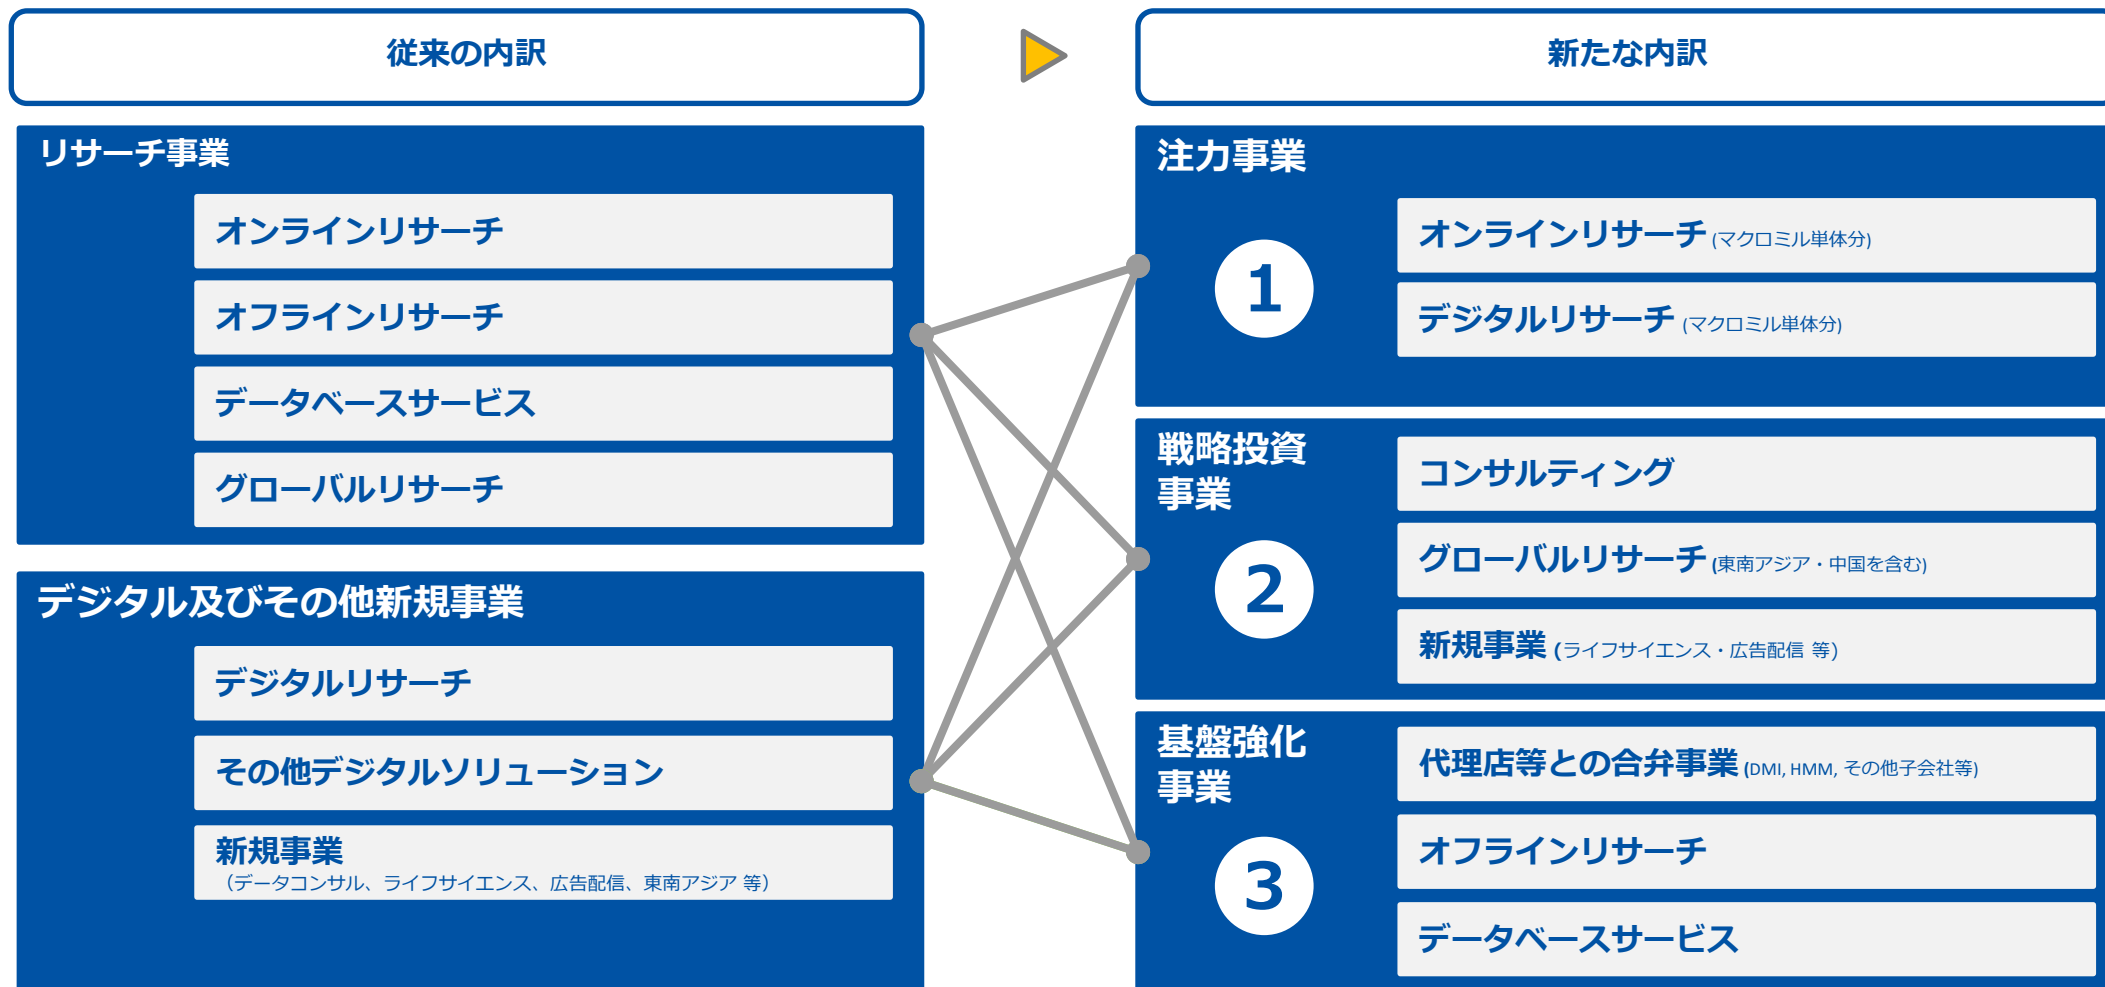 従来の内訳
新たな内訳
リサーチ事業
オンラインリサーチ
オフラインリサーチ
データベースサービス
グローバルリサーチ
デジタル及びその他新規事業
デジタルリサーチ
その他デジタルソリューション
新規事業
（データコンサル、ライフサイエンス、広告配信、東南アジア 等）
注力事業
1
オンラインリサーチ (マクロミル単体分)
デジタルリサーチ (マクロミル単体分)
戦略投資
事業
2
コンサルティング
グローバルリサーチ (東南アジア・中国を含む)
新規事業 (ライフサイエンス・広告配信 等)
基盤強化
事業
3
代理店等との合弁事業 (DMI, HMM, その他子会社等)
オフラインリサーチ
データベースサービス